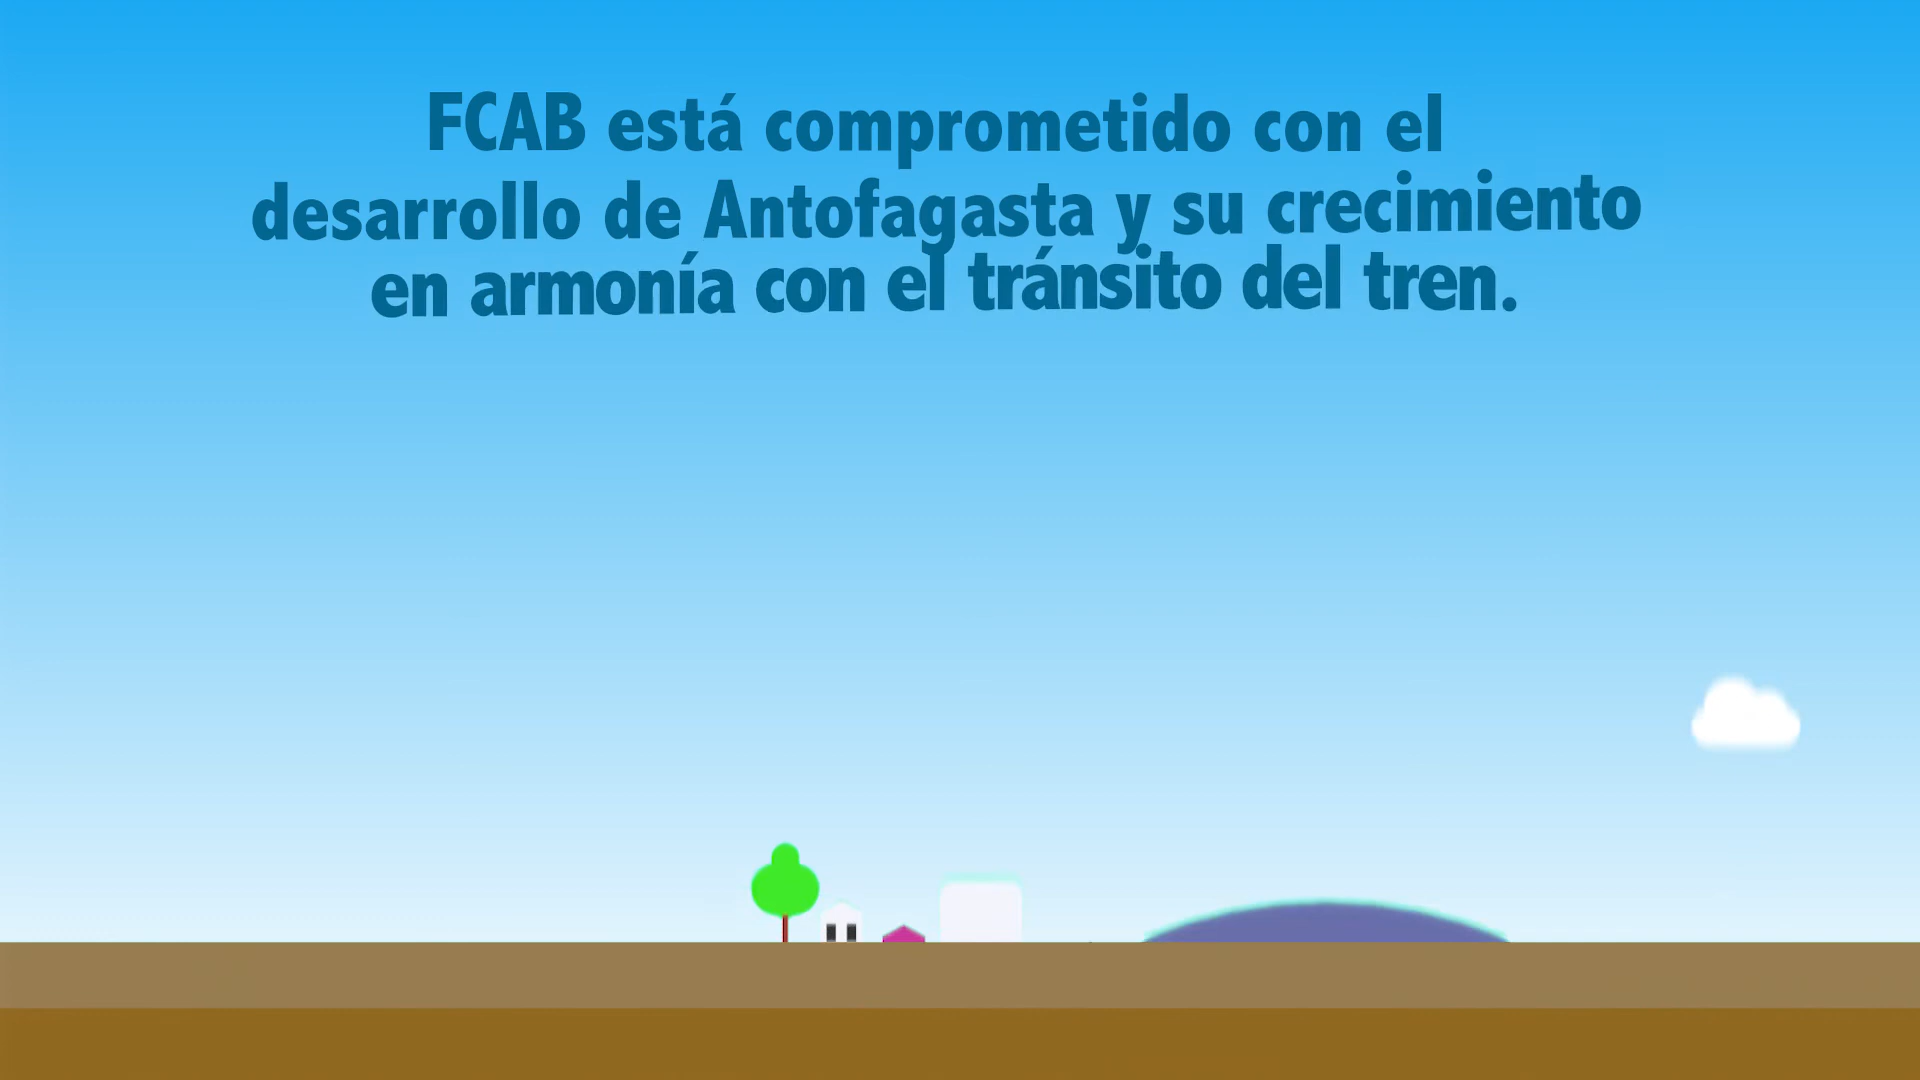 FCAB está comprometido con el
desarrollo de Antofagasta y su crecimiento
en armonía con el tránsito del tren.